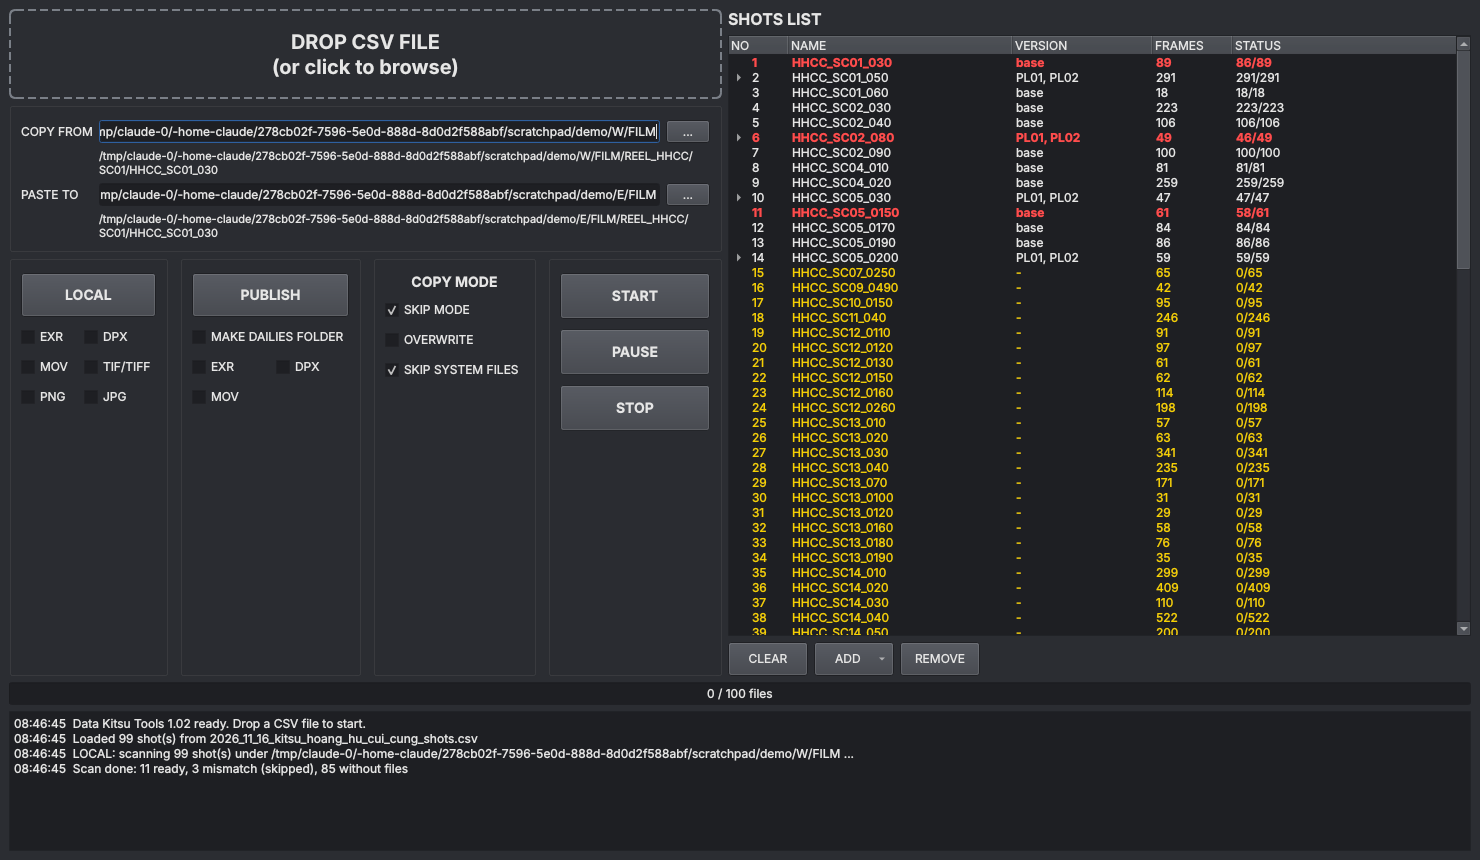 DROP CSV FILE
(or click to browse)
COPY FROM np/claude-0/-home-claude/278cb02f-7596-5e0d-888d-8d0d2f588abf/scratchpad/demo/W/FILM ...
/tmp/claude-0/-home-claude/278cb02f-7596-5e0d-888d-8d0d2f588abf/scratchpad/demo/W/FILM/REEL_HHCC/
SC01/HHCC_SC01_030
PASTE TO mp/claude-0/-home-claude/278cb02f-7596-5e0d-888d-8d0d2f588abf/scratchpad/demo/E/FILM ...
/tmp/claude-0/-home-claude/278cb02f-7596-5e0d-888d-8d0d2f588abf/scratchpad/demo/E/FILM/REEL_HHCC/
SC01/HHCC_SC01_030
LOCAL
EXR DPX
MOV TIF/TIFF
PNG JPG
PUBLISH
MAKE DAILIES FOLDER
EXR DPX
MOV
COPY MODE
SKIP MODE
OVERWRITE
SKIP SYSTEM FILES
START
PAUSE
STOP
SHOTS LIST
NO NAME VERSION FRAMES STATUS
1 HHCC_SC01_030 base 89 86/89
2 HHCC_SC01_050 PL01, PL02 291 291/291
3 HHCC_SC01_060 base 18 18/18
4 HHCC_SC02_030 base 223 223/223
5 HHCC_SC02_040 base 106 106/106
6 HHCC_SC02_080 PL01, PL02 49 46/49
7 HHCC_SC02_090 base 100 100/100
8 HHCC_SC04_010 base 81 81/81
9 HHCC_SC04_020 base 259 259/259
10 HHCC_SC05_030 PL01, PL02 47 47/47
11 HHCC_SC05_0150 base 61 58/61
12 HHCC_SC05_0170 base 84 84/84
13 HHCC_SC05_0190 base 86 86/86
14 HHCC_SC05_0200 PL01, PL02 59 59/59
15 HHCC_SC07_0250 - 65 0/65
16 HHCC_SC09_0490 - 42 0/42
17 HHCC_SC10_0150 - 95 0/95
18 HHCC_SC11_040 - 246 0/246
19 HHCC_SC12_0110 - 91 0/91
20 HHCC_SC12_0120 - 97 0/97
21 HHCC_SC12_0130 - 61 0/61
22 HHCC_SC12_0150 - 62 0/62
23 HHCC_SC12_0160 - 114 0/114
24 HHCC_SC12_0260 - 198 0/198
25 HHCC_SC13_010 - 57 0/57
26 HHCC_SC13_020 - 63 0/63
27 HHCC_SC13_030 - 341 0/341
28 HHCC_SC13_040 - 235 0/235
29 HHCC_SC13_070 - 171 0/171
30 HHCC_SC13_0100 - 31 0/31
31 HHCC_SC13_0120 - 29 0/29
32 HHCC_SC13_0160 - 58 0/58
33 HHCC_SC13_0180 - 76 0/76
34 HHCC_SC13_0190 - 35 0/35
35 HHCC_SC14_010 - 299 0/299
36 HHCC_SC14_020 - 409 0/409
37 HHCC_SC14_030 - 110 0/110
38 HHCC_SC14_040 - 522 0/522
39 HHCC_SC14_050 - 200 0/200
CLEAR ADD REMOVE
0 / 100 files
08:46:45 Data Kitsu Tools 1.02 ready. Drop a CSV file to start.
08:46:45 Loaded 99 shot(s) from 2026_11_16_kitsu_hoang_hu_cui_cung_shots.csv
08:46:45 LOCAL: scanning 99 shot(s) under /tmp/claude-0/-home-claude/278cb02f-7596-5e0d-888d-8d0d2f588abf/scratchpad/demo/W/FILM ...
08:46:45 Scan done: 11 ready, 3 mismatch (skipped), 85 without files